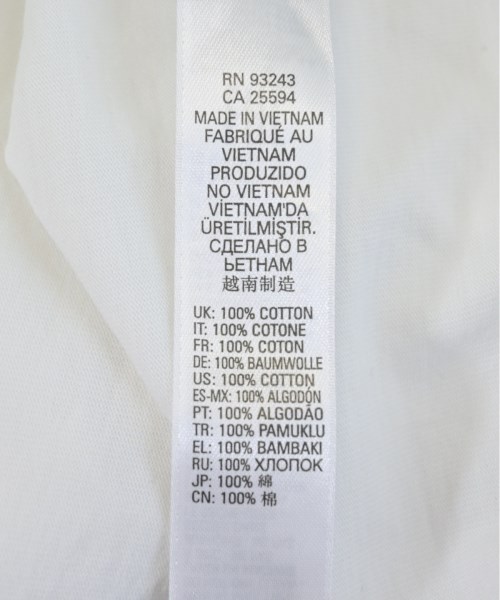 RN 93243
CA 25594
MADE IN VIETNAM
FABRIQUÉ AU
VIETNAM
PRODUZIDO
NO VIETNAM
VİETNAM'DA
ÜRETİLMİŞTİR.
СДЕЛАНО В
ЬЕТНАМ
越南制造
UK: 100% COTTON
IT: 100% COTONE
FR: 100% COTON
DE: 100% BAUMWOLLE
US: 100% COTTON
ES-MX: 100% ALGODÓN
PT: 100% ALGODÃO
TR: 100% PAMUKLU
EL: 100% BAMBAKI
RU: 100% ХЛОПОК
JP: 100% 綿
CN: 100% 棉